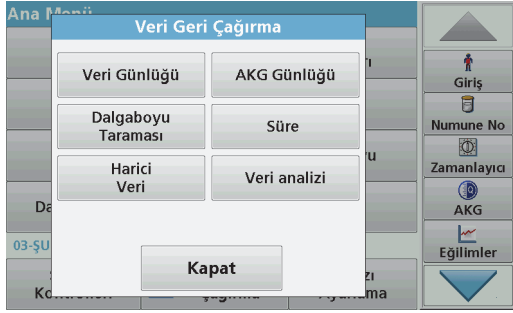 Ana Menü
Veri Geri Çağırma
Veri Günlüğü
AKG Günlüğü
Dalgaboyu
Taraması
Süre
Harici
Veri
Veri analizi
Kapat
Giriş
Numune No
Zamanlayıcı
AKG
Eğilimler